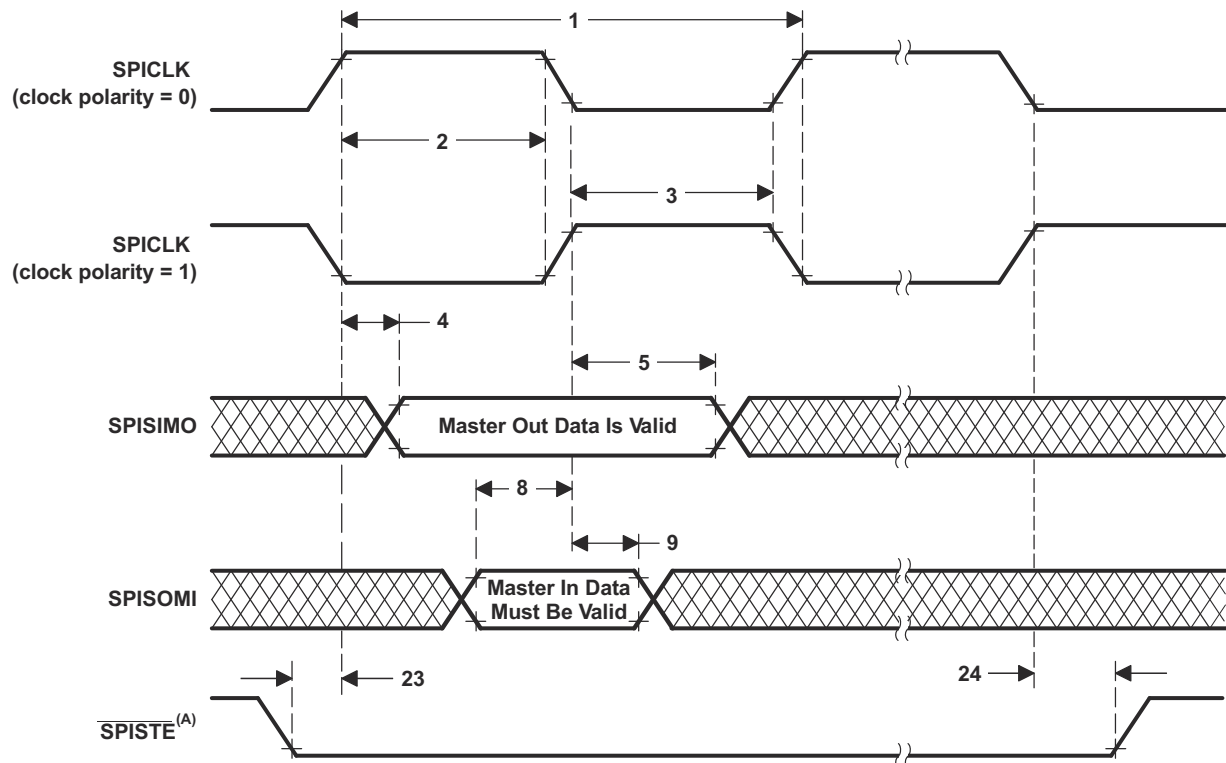 1
SPICLK
(clock polarity = 0)
2
3
SPICLK
(clock polarity = 1)
4
5
SPISIMO
Master Out Data Is Valid
8
9
SPISOMI
Master In Data
Must Be Valid
23
24
SPISTE(A)